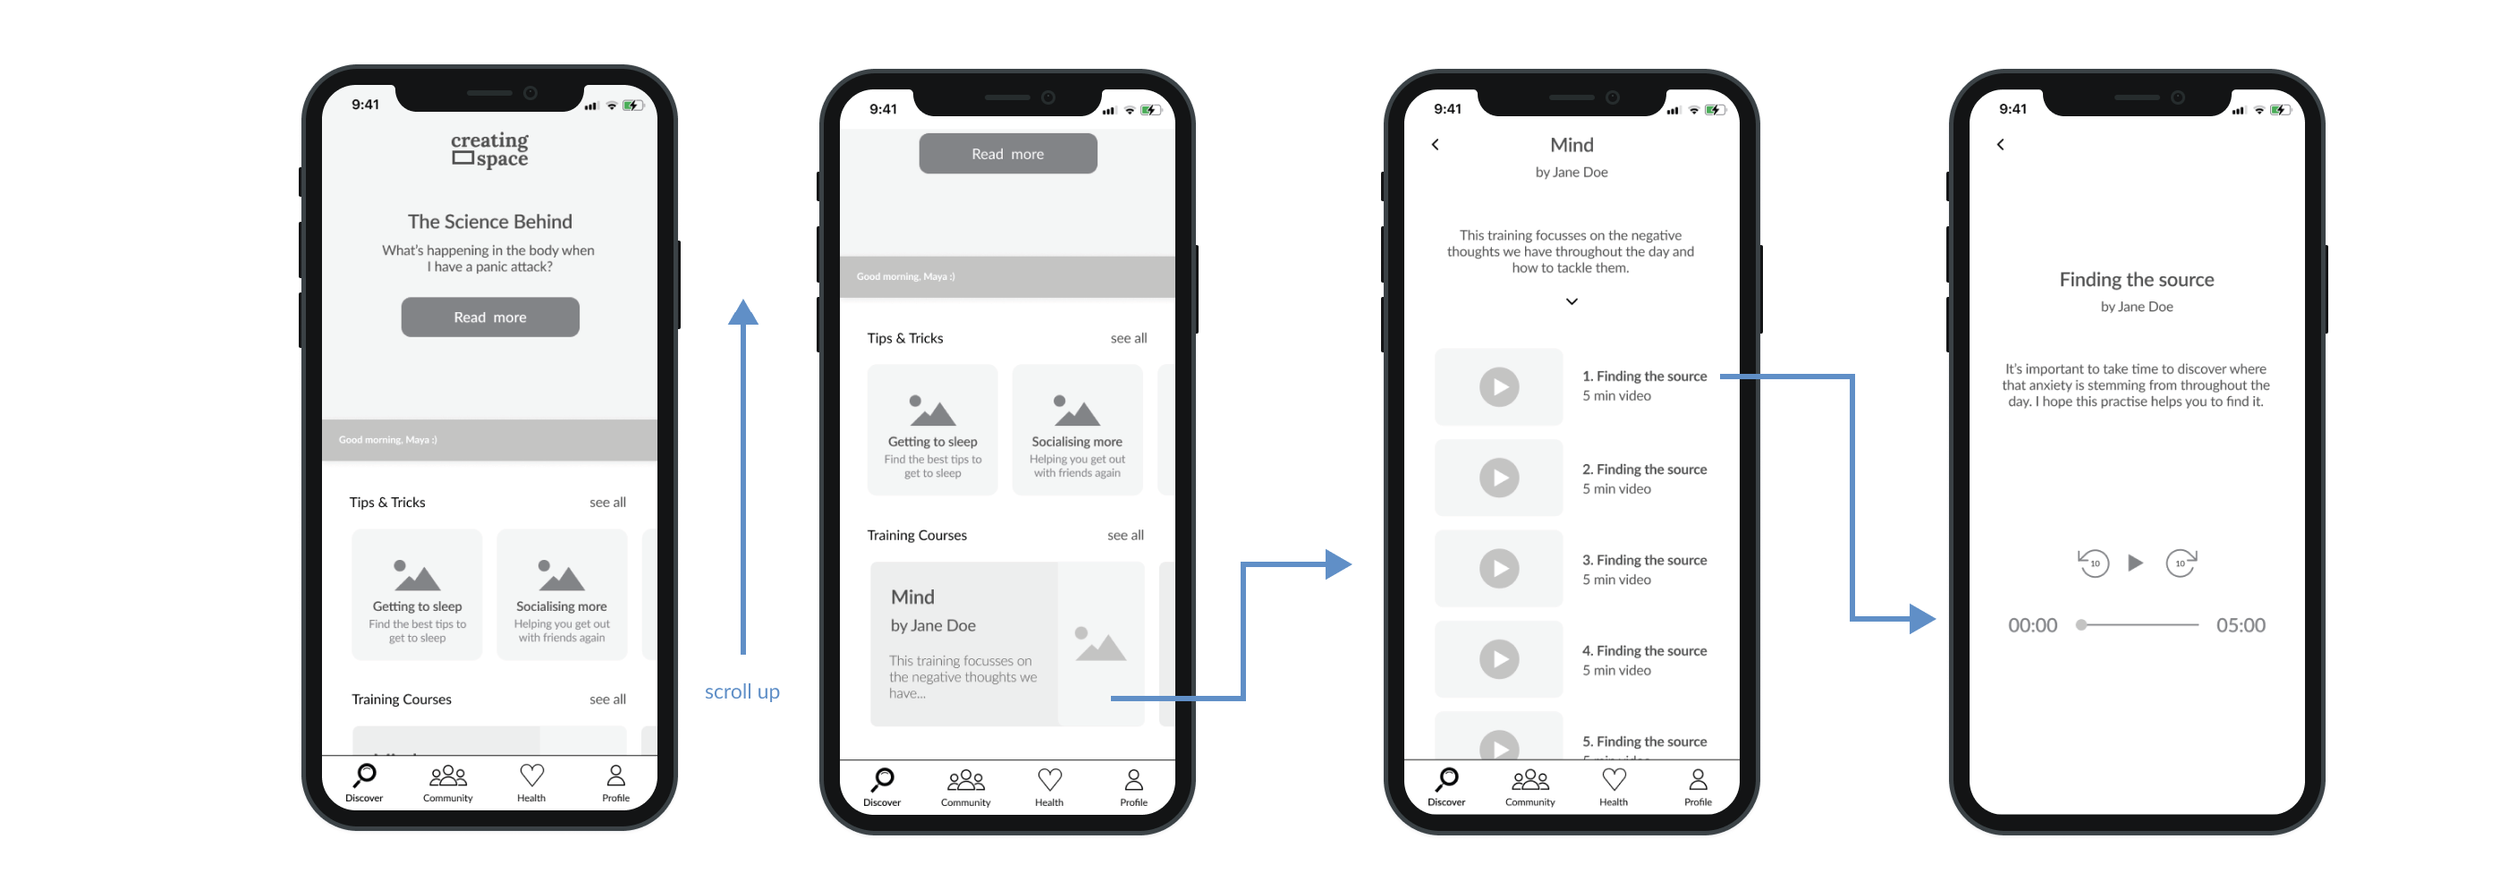 9:41
creating
space
The Science Behind
What's happening in the body when
I have a panic attack?
Read more
Good morning, Maya :)
Tips & Tricks
see all
Getting to sleep
Find the best tips to
get to sleep
Socialising more
Helping you get out
with friends again
Training Courses
see all
Discover
Community
Health
Profile
scroll up
9:41
Read more
Good morning, Maya :)
Tips & Tricks
see all
Getting to sleep
Find the best tips to
get to sleep
Socialising more
Helping you get out
with friends again
Training Courses
see all
Mind
by Jane Doe
This training focusses on
the negative thoughts we
have...
Discover
Community
Health
Profile
9:41
Mind
by Jane Doe
This training focusses on the negative
thoughts we have throughout the day and
how to tackle them.
1. Finding the source
5 min video
2. Finding the source
5 min video
3. Finding the source
5 min video
4. Finding the source
5 min video
5. Finding the source
Discover
Community
Health
Profile
9:41
Finding the source
by Jane Doe
It's important to take time to discover where
that anxiety is stemming from throughout the
day. I hope this practise helps you to find it.
10
10
00:00
05:00